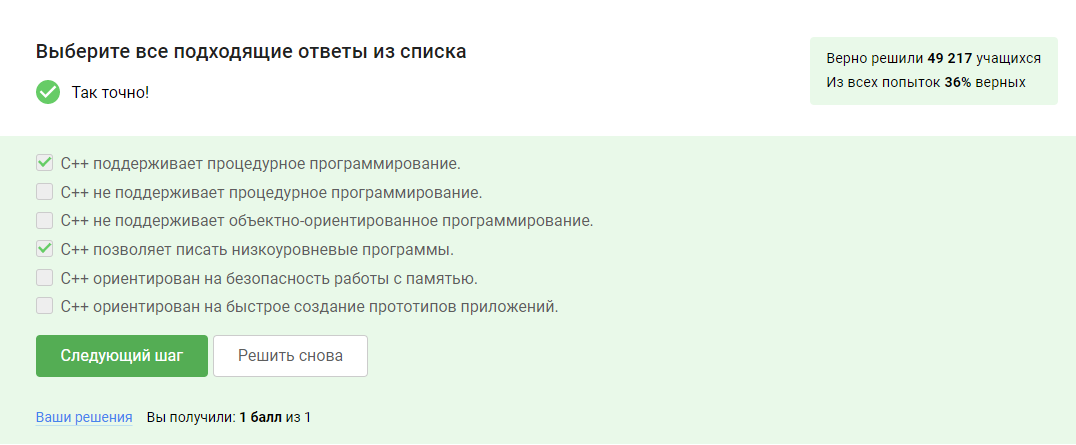 Выберите все подходящие ответы из списка
Так точно!
Верно решили 49 217 учащихся
Из всех попыток 36% верных
C++ поддерживает процедурное программирование.
C++ не поддерживает процедурное программирование.
C++ не поддерживает объектно-ориентированное программирование.
C++ позволяет писать низкоуровневые программы.
C++ ориентирован на безопасность работы с памятью.
C++ ориентирован на быстрое создание прототипов приложений.
Следующий шаг Решить снова
Ваши решения Вы получили: 1 балл из 1